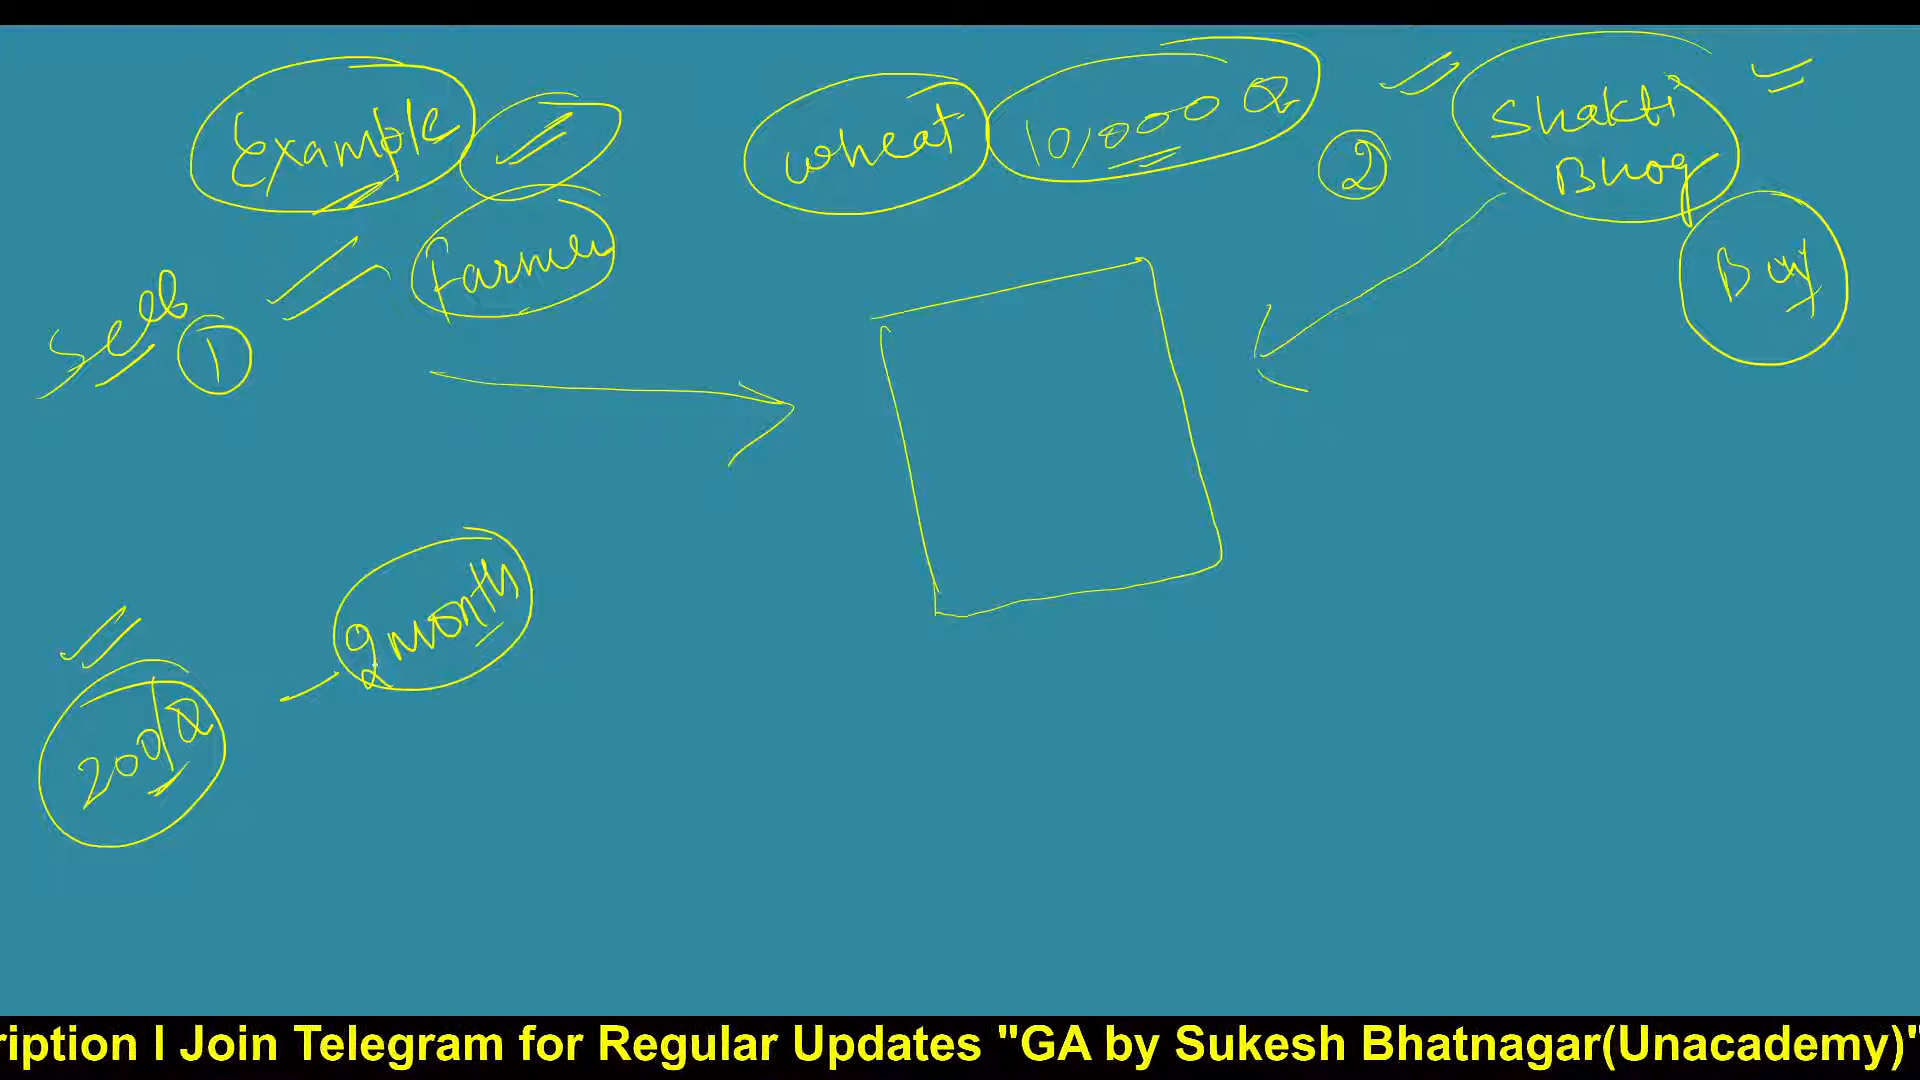 Example
wheat 10,000 Q
2
Shakti
Bhog
Buy
Farmer
Sell
1
2 month
200/Q
ription I Join Telegram for Regular Updates "GA by Sukesh Bhatnagar(Unacademy)"